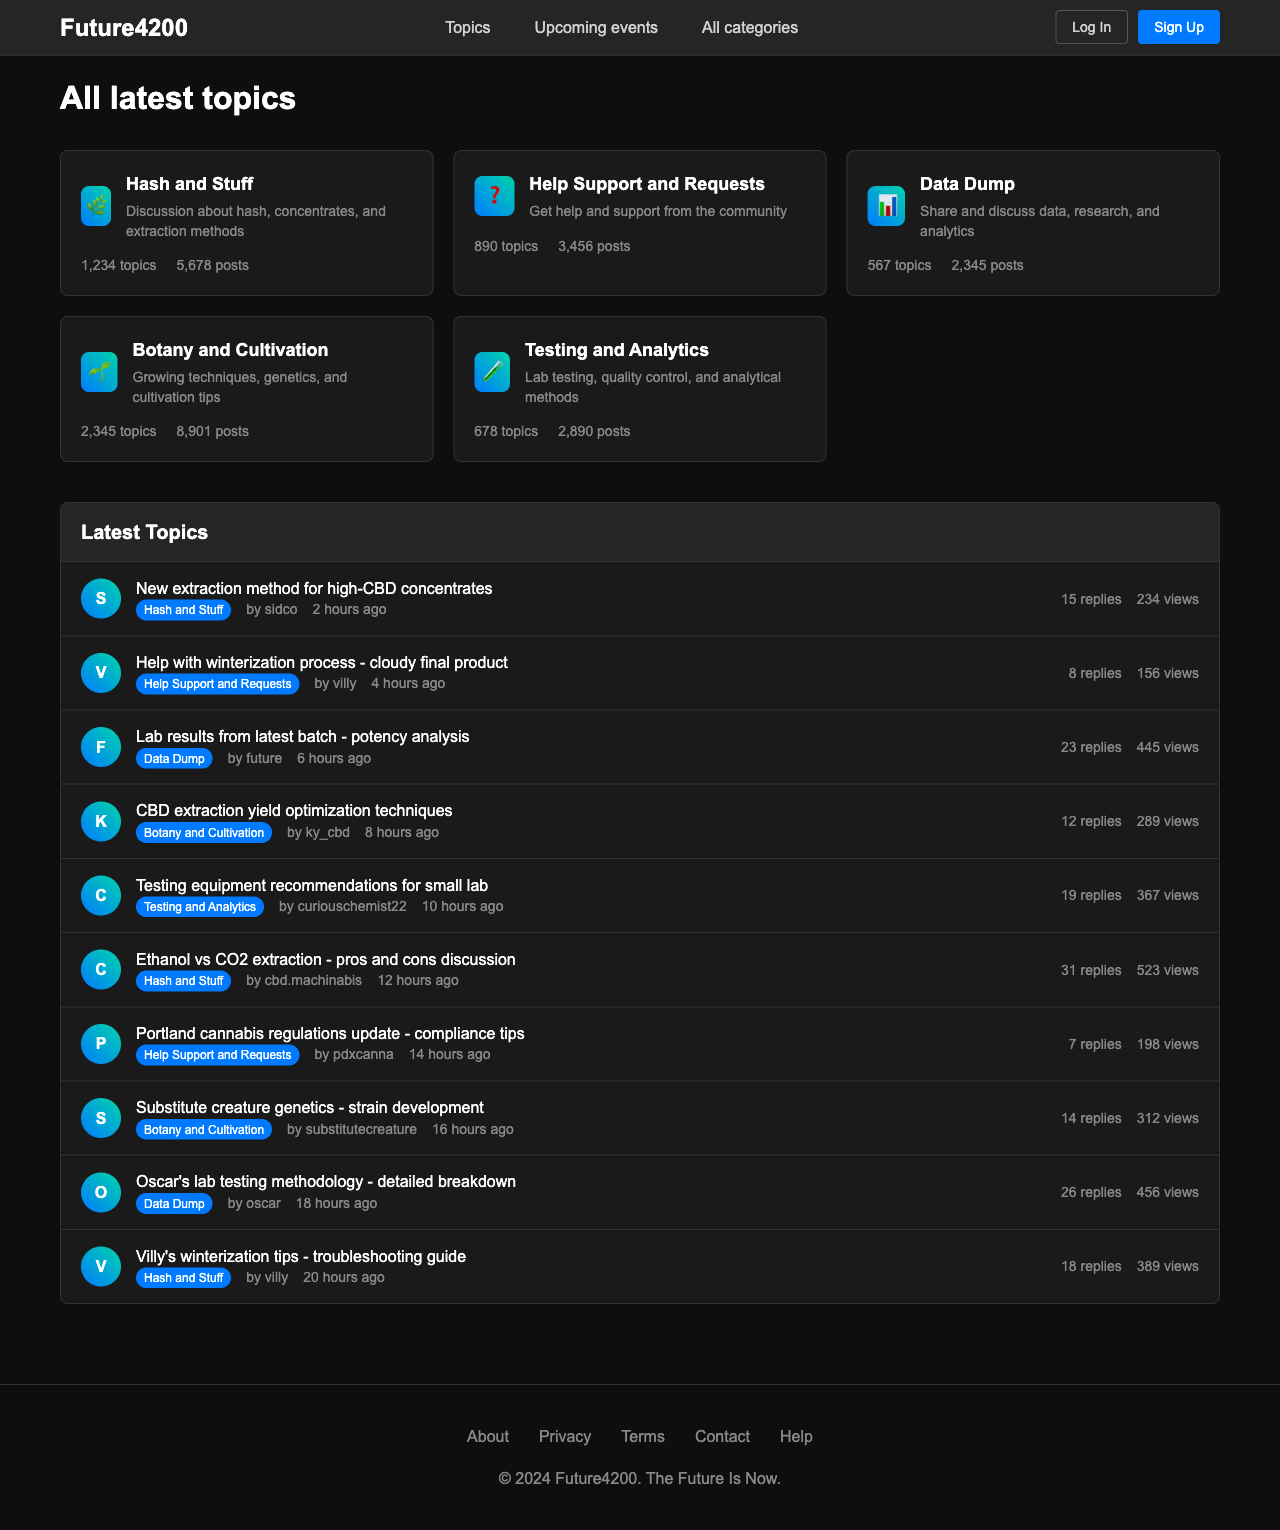 Future4200
Topics Upcoming events All categories
Log In Sign Up
All latest topics
Hash and Stuff
Discussion about hash, concentrates, and
extraction methods
1,234 topics 5,678 posts
Help Support and Requests
Get help and support from the community
890 topics 3,456 posts
Data Dump
Share and discuss data, research, and
analytics
567 topics 2,345 posts
Botany and Cultivation
Growing techniques, genetics, and
cultivation tips
2,345 topics 8,901 posts
Testing and Analytics
Lab testing, quality control, and analytical
methods
678 topics 2,890 posts
Latest Topics
S
New extraction method for high-CBD concentrates
Hash and Stuff by sidco 2 hours ago
15 replies 234 views
V
Help with winterization process - cloudy final product
Help Support and Requests by villy 4 hours ago
8 replies 156 views
F
Lab results from latest batch - potency analysis
Data Dump by future 6 hours ago
23 replies 445 views
K
CBD extraction yield optimization techniques
Botany and Cultivation by ky_cbd 8 hours ago
12 replies 289 views
C
Testing equipment recommendations for small lab
Testing and Analytics by curiouschemist22 10 hours ago
19 replies 367 views
C
Ethanol vs CO2 extraction - pros and cons discussion
Hash and Stuff by cbd.machinabis 12 hours ago
31 replies 523 views
P
Portland cannabis regulations update - compliance tips
Help Support and Requests by pdxcanna 14 hours ago
7 replies 198 views
S
Substitute creature genetics - strain development
Botany and Cultivation by substitutecreature 16 hours ago
14 replies 312 views
O
Oscar's lab testing methodology - detailed breakdown
Data Dump by oscar 18 hours ago
26 replies 456 views
V
Villy's winterization tips - troubleshooting guide
Hash and Stuff by villy 20 hours ago
18 replies 389 views
About Privacy Terms Contact Help
© 2024 Future4200. The Future Is Now.